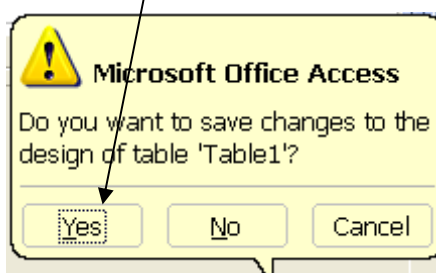 Microsoft Office Access
Do you want to save changes to the
design of table 'Table1'?
Yes No Cancel